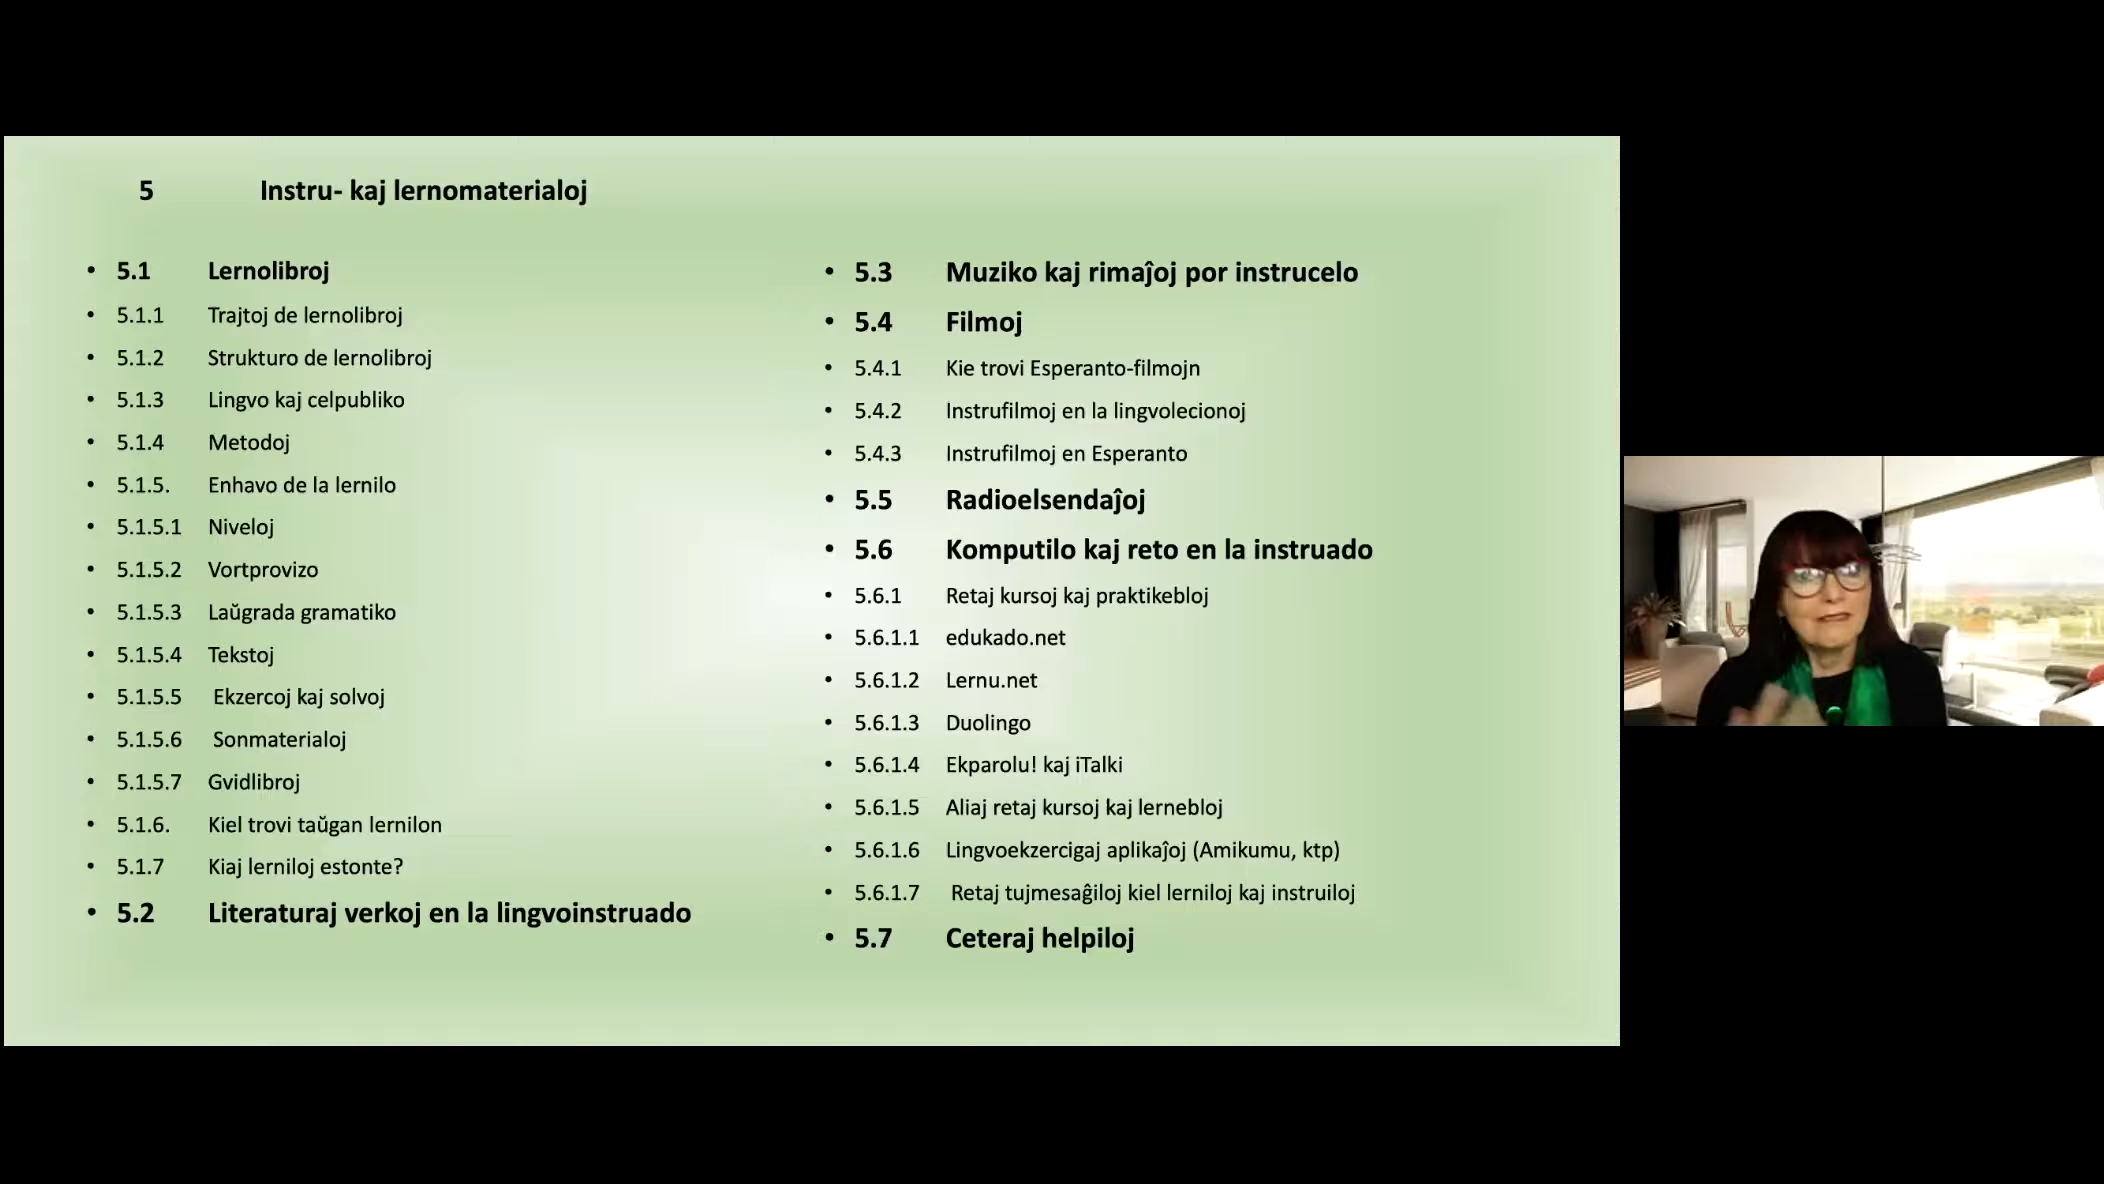 5 Instru- kaj lernomaterialoj
• 5.1 Lernolibroj
• 5.1.1 Trajtoj de lernolibroj
• 5.1.2 Strukturo de lernolibroj
• 5.1.3 Lingvo kaj celpubliko
• 5.1.4 Metodoj
• 5.1.5. Enhavo de la lernilo
• 5.1.5.1 Niveloj
• 5.1.5.2 Vortprovizo
• 5.1.5.3 Laŭgrada gramatiko
• 5.1.5.4 Tekstoj
• 5.1.5.5 Ekzercoj kaj solvoj
• 5.1.5.6 Sonmaterialoj
• 5.1.5.7 Gvidlibroj
• 5.1.6. Kiel trovi taŭgan lernilon
• 5.1.7 Kiaj lerniloj estonte?
• 5.2 Literaturaj verkoj en la lingvoinstruado
• 5.3 Muziko kaj rimaĵoj por instrucelo
• 5.4 Filmoj
• 5.4.1 Kie trovi Esperanto-filmojn
• 5.4.2 Instrufilmoj en la lingvolecionoj
• 5.4.3 Instrufilmoj en Esperanto
• 5.5 Radioelsendaĵoj
• 5.6 Komputilo kaj reto en la instruado
• 5.6.1 Retaj kursoj kaj praktikebloj
• 5.6.1.1 edukado.net
• 5.6.1.2 Lernu.net
• 5.6.1.3 Duolingo
• 5.6.1.4 Ekparolu! kaj iTalki
• 5.6.1.5 Aliaj retaj kursoj kaj lernebloj
• 5.6.1.6 Lingvoekzercigaj aplikaĵoj (Amikumu, ktp)
• 5.6.1.7 Retaj tujmesaĝiloj kiel lerniloj kaj instruiloj
• 5.7 Ceteraj helpiloj